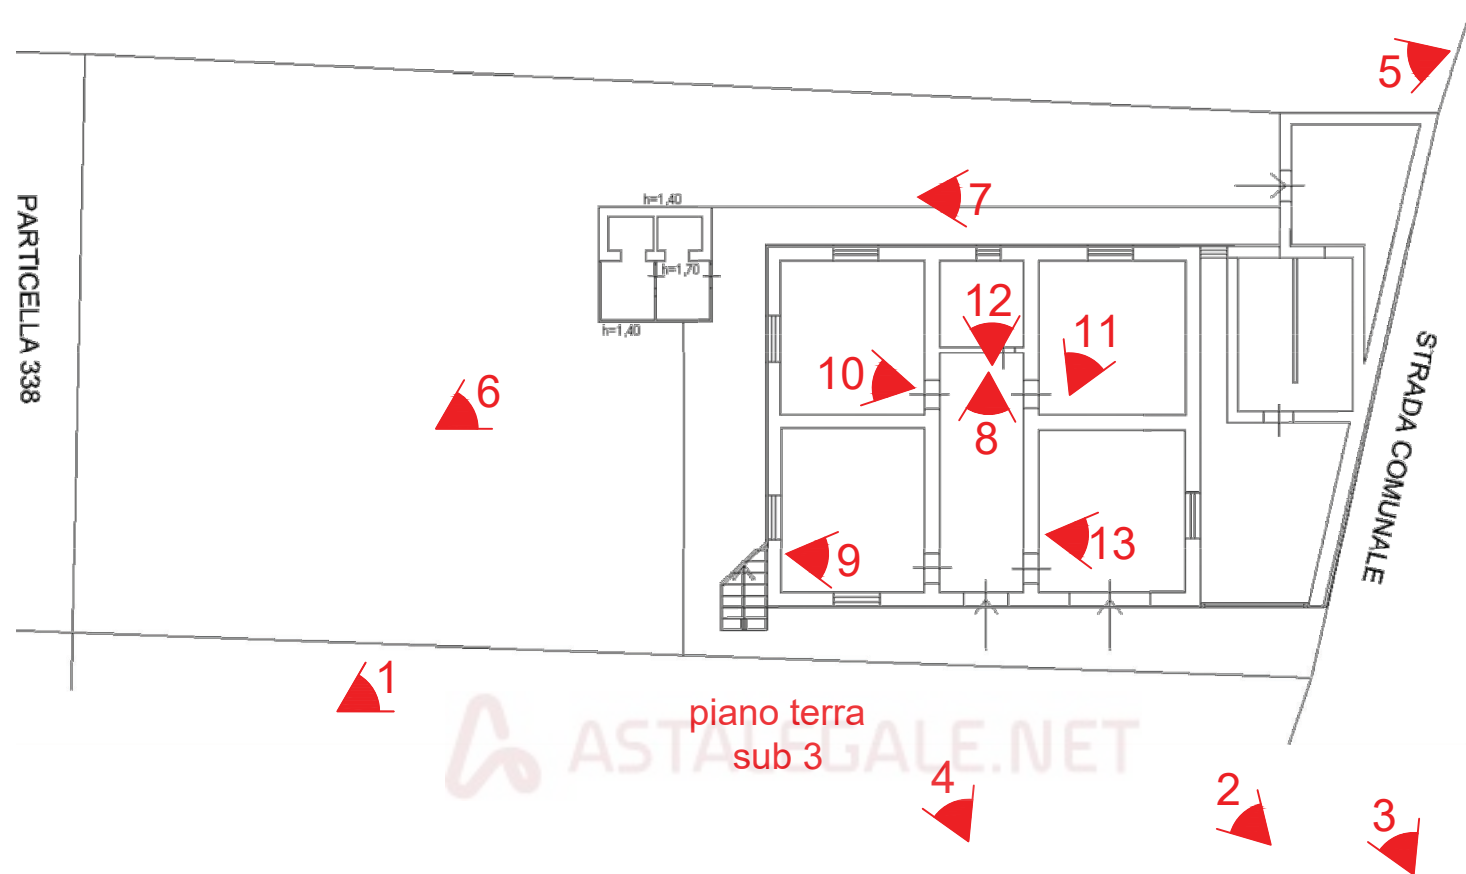 5
h=1,40
7
PARTICELLA 338
h=1,70
12
11
h=1,40
10
6
8
STRADA COMUNALE
9
13
1
piano terra
ASTALEGALE.NET
sub 3
4
2
3